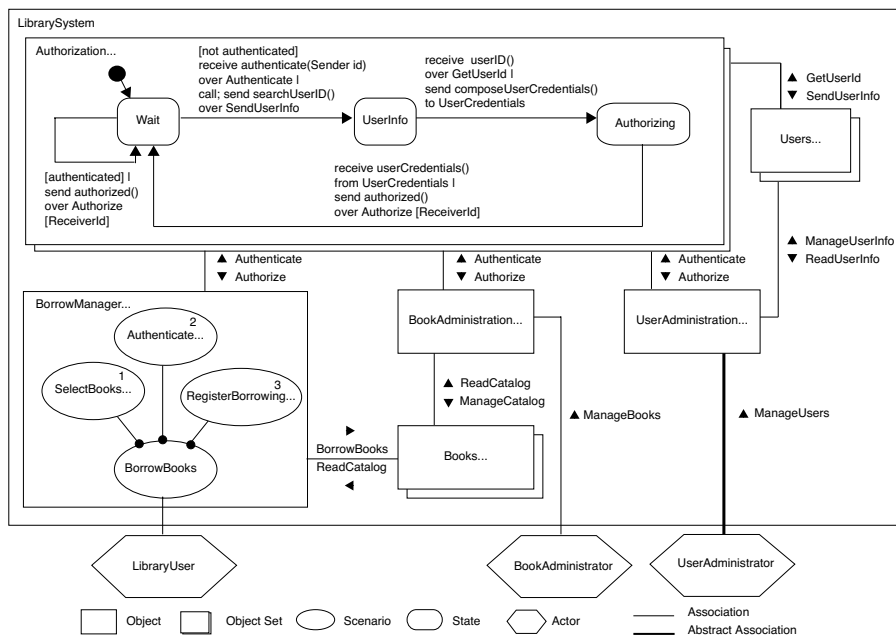 LibrarySystem
Authorization...
[not authenticated]
receive authenticate(Sender id)
over Authenticate |
call; send searchUserID()
over SendUserInfo
receive userID()
over GetUserId |
send composeUserCredentials()
to UserCredentials
▲ GetUserId
▼ SendUserInfo
Wait
UserInfo
Authorizing
Users...
[authenticated] |
send authorized()
over Authorize
[ReceiverId]
receive userCredentials()
from UserCredentials |
send authorized()
over Authorize [ReceiverId]
▲ ManageUserInfo
▼ ReadUserInfo
▲ Authenticate
▼ Authorize
▲ Authenticate
▼ Authorize
▲ Authenticate
▼ Authorize
BorrowManager...
2
Authenticate...
1
SelectBooks...
3
RegisterBorrowing...
BorrowBooks
BookAdministration...
UserAdministration...
▲ ReadCatalog
▼ ManageCatalog
▲ ManageBooks
▲ ManageUsers
►
BorrowBooks
ReadCatalog
◄
Books...
LibraryUser
BookAdministrator
UserAdministrator
Object
Object Set
Scenario
State
Actor
Association
Abstract Association